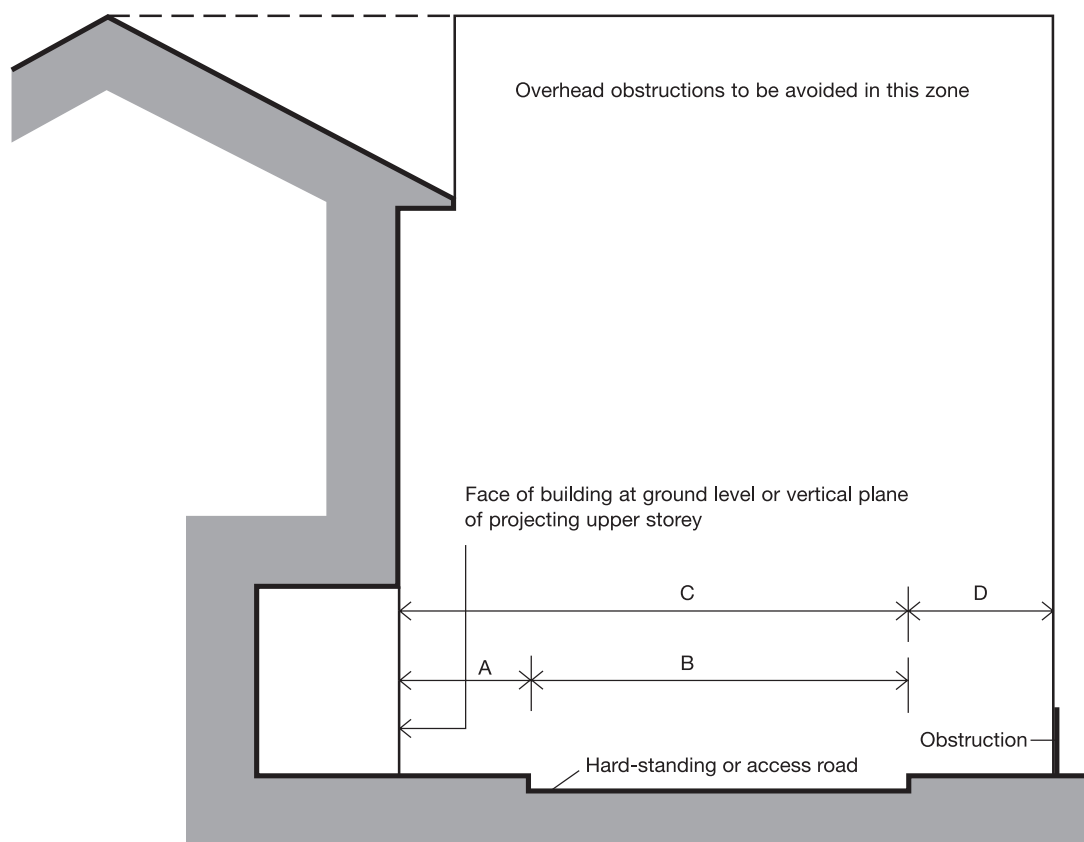 Overhead obstructions to be avoided in this zone
Face of building at ground level or vertical plane
of projecting upper storey
C
D
A
B
Obstruction
Hard-standing or access road